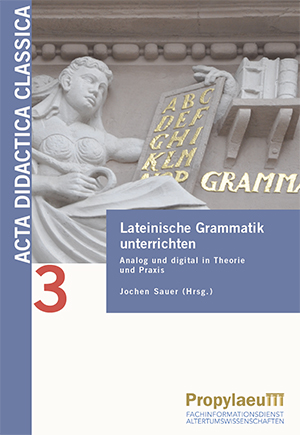 ACTA DIDACTICA CLASSICA
ABC
DEF
GHI
KLM
NOP
GRAMMA
Lateinische Grammatik
unterrichten
Analog und digital in Theorie
und Praxis
Jochen Sauer (Hrsg.)
3
Propylaeum
FACHINFORMATIONSDIENST
ALTERTUMSWISSENSCHAFTEN